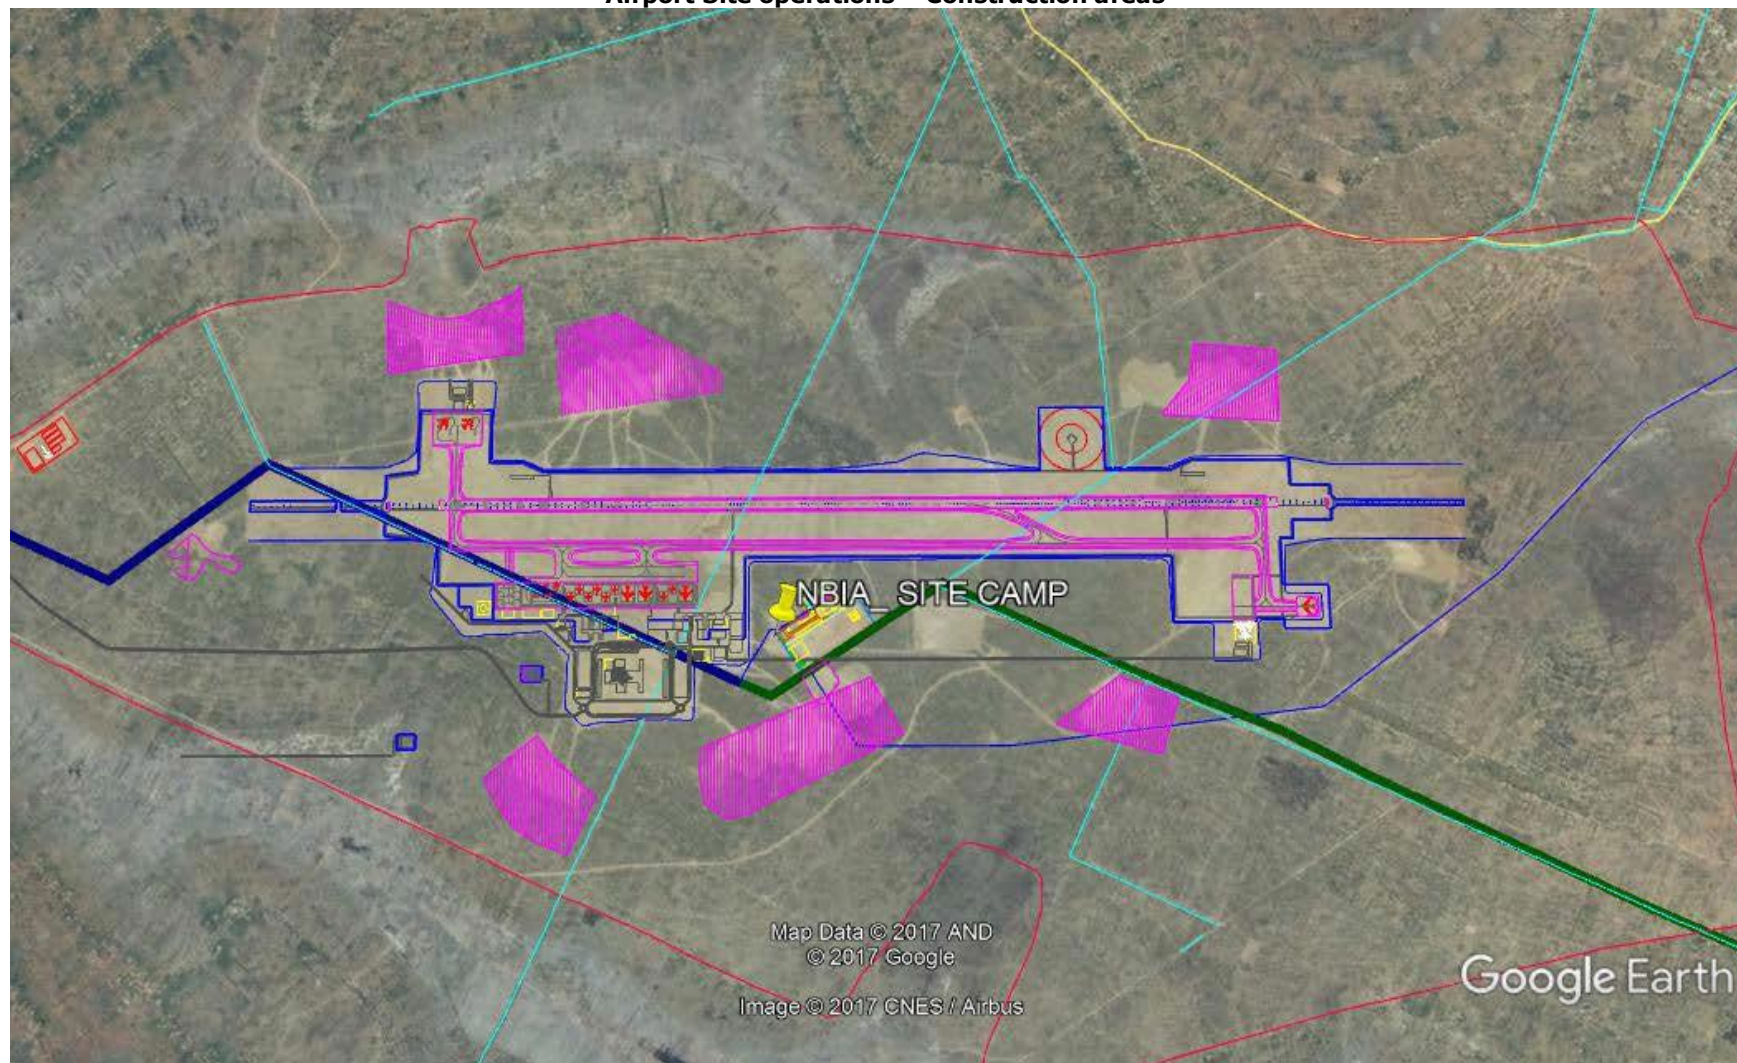 Airport Site operations – Construction areas
NBIA_ SITE CAMP
Map Data © 2017 AND
© 2017 Google
Image © 2017 CNES / Airbus
Google Earth